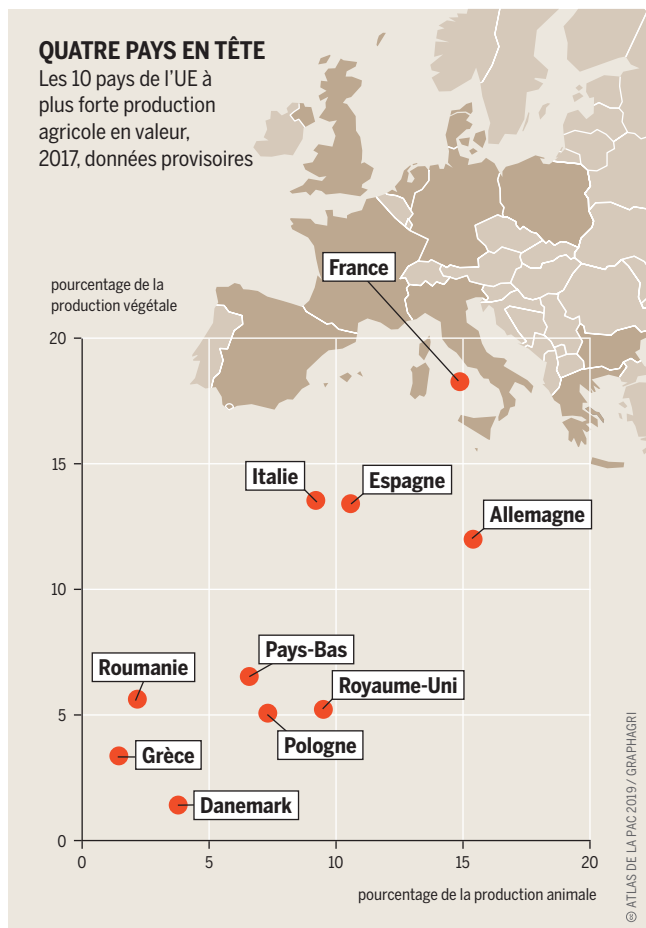 QUATRE PAYS EN TÊTE
Les 10 pays de l'UE à
plus forte production
agricole en valeur,
2017, données provisoires
France
pourcentage de la
production végétale
20
15
10
5
0
Italie
Espagne
Allemagne
Pays-Bas
Roumanie
Royaume-Uni
Pologne
Grèce
Danemark
0
5
10
15
20
pourcentage de la production animale
🅭 ATLAS DE LA PAC 2019 / GRAPHAGRI